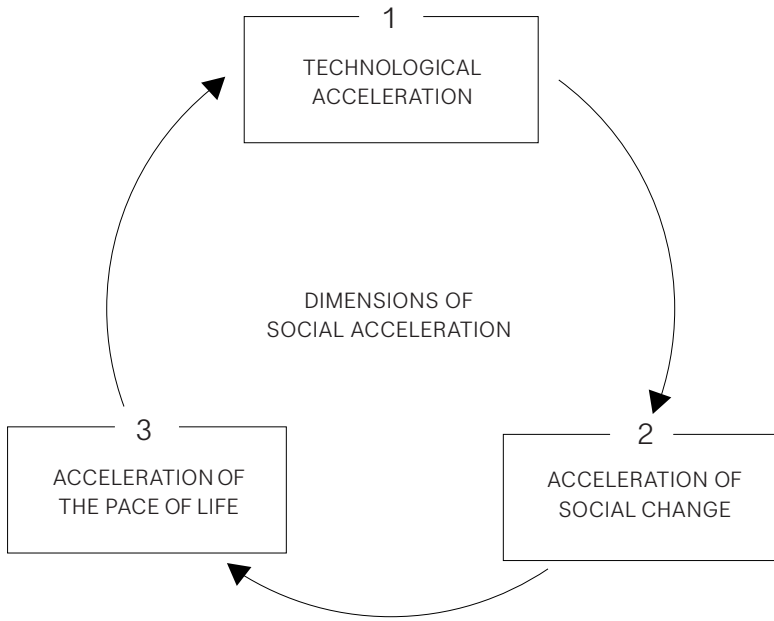 1
TECHNOLOGICAL
ACCELERATION
DIMENSIONS OF
SOCIAL ACCELERATION
3
ACCELERATION OF
THE PACE OF LIFE
2
ACCELERATION OF
SOCIAL CHANGE